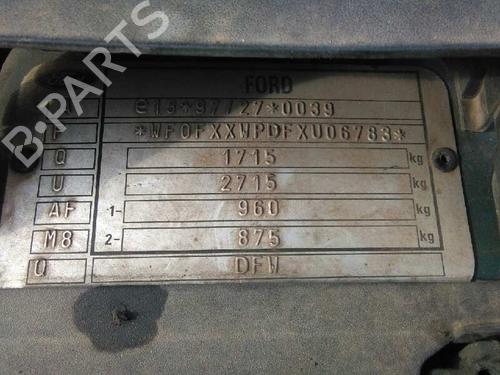 FORD
e13*97/27*0039
*WF0FXXWPDFXU06783*
Q 1715 kg
U 2715 kg
AF 1- 960 kg
M8 2- 875 kg
Q DFW
B-PARTS